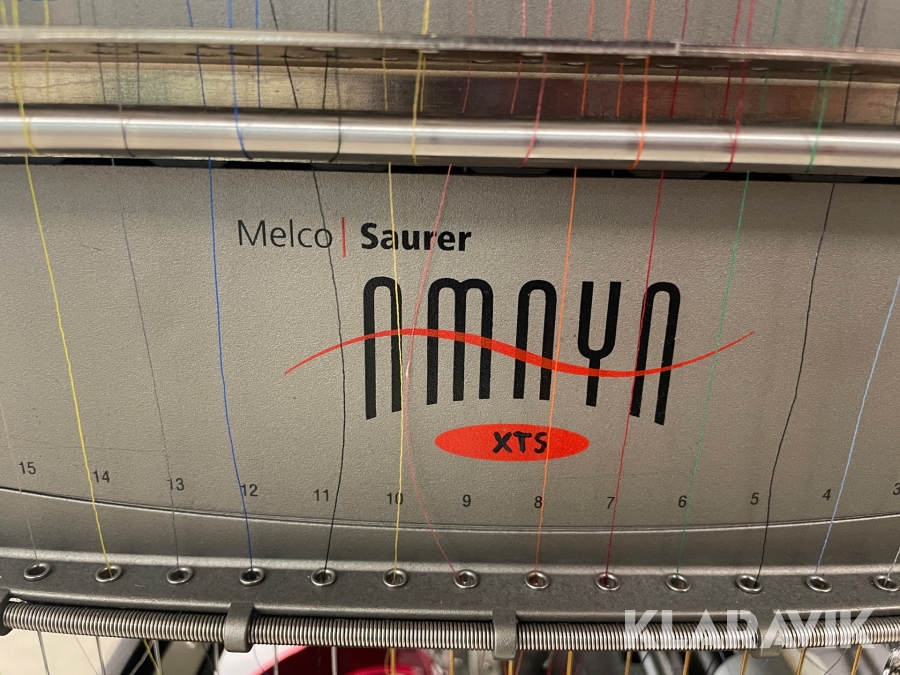 Melco | Saurer
AMAYA
XTS
15 14 13 12 11 10 9 8 7 6 5 4 3
KLARAVIK